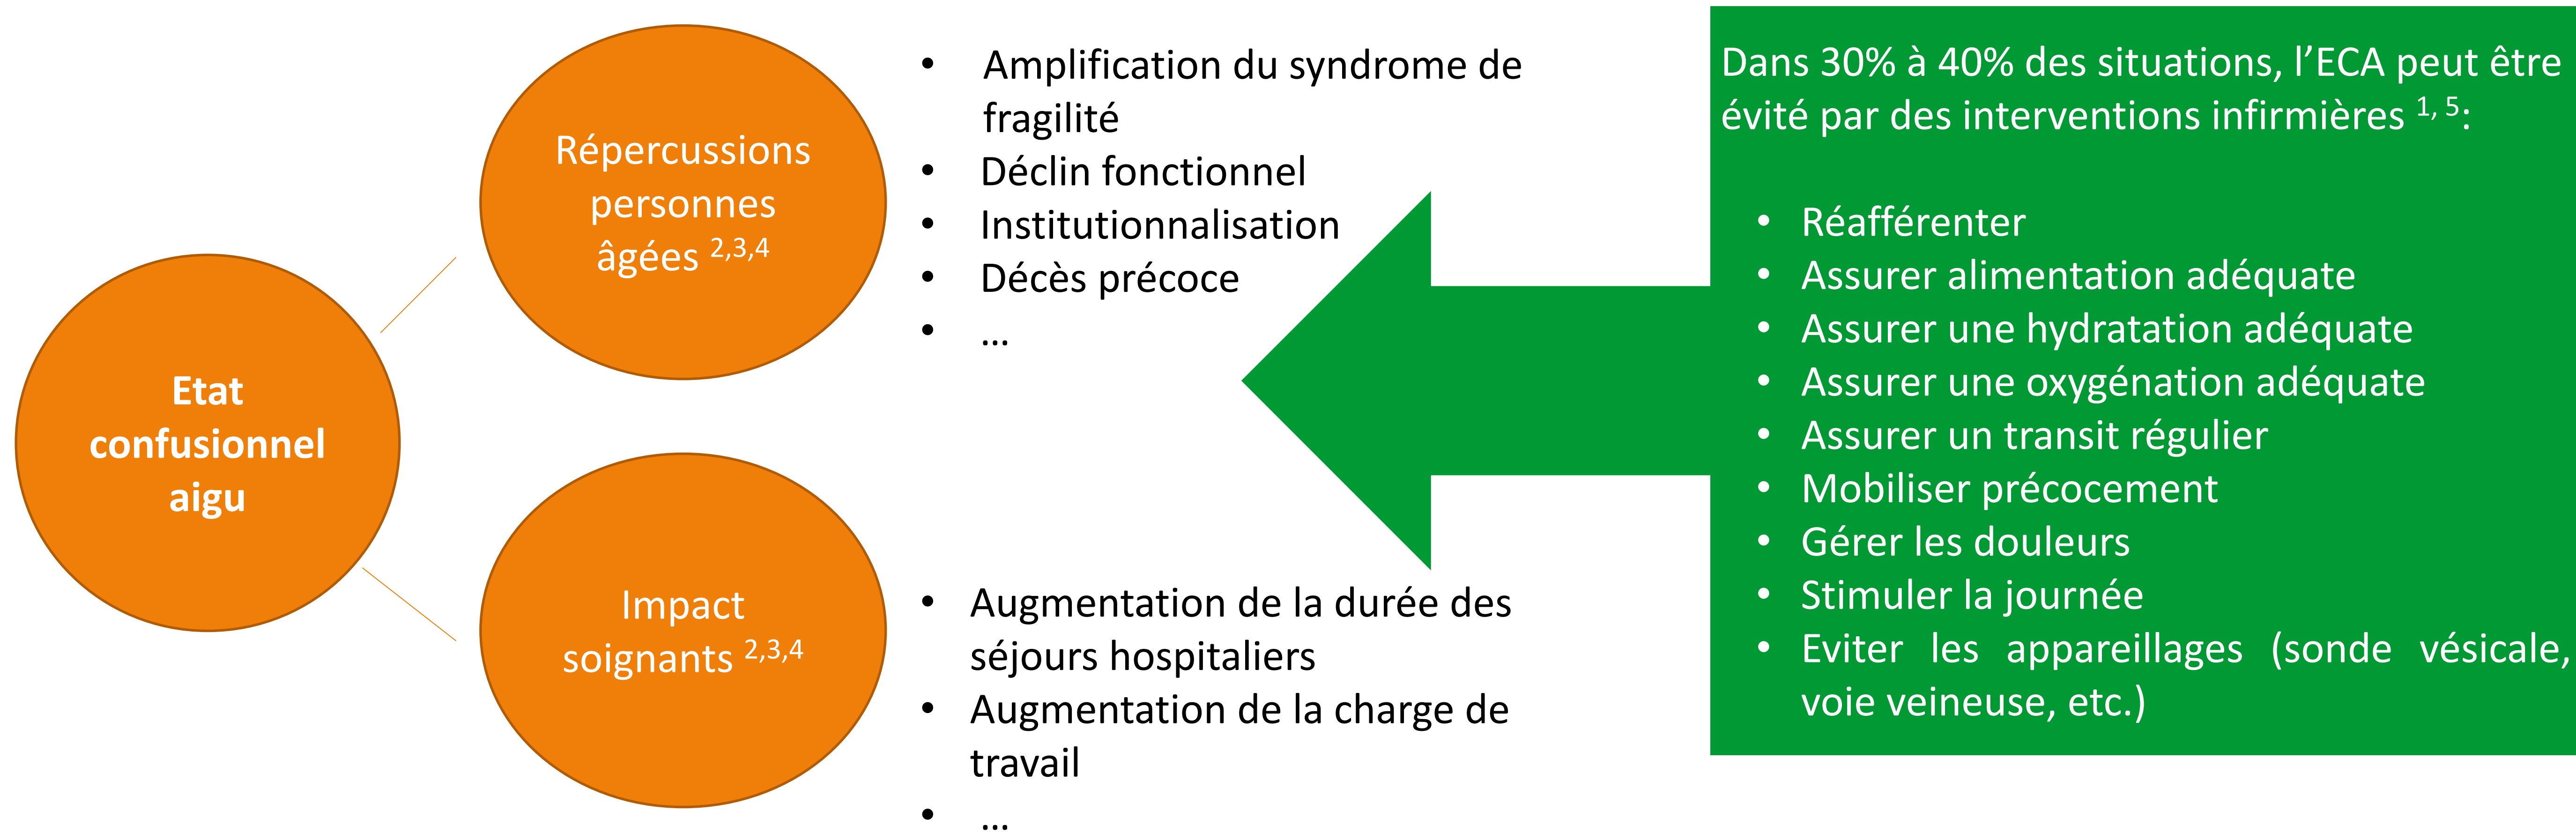 Etat
confusionnel
aigu
Répercussions
personnes
âgées 2,3,4
• Amplification du syndrome de
fragilité
• Déclin fonctionnel
• Institutionnalisation
• Décès précoce
• ...
Impact
soignants 2,3,4
• Augmentation de la durée des
séjours hospitaliers
• Augmentation de la charge de
travail
• ...
Dans 30% à 40% des situations, l’ECA peut être
évité par des interventions infirmières 1, 5:
• Réafférenter
• Assurer alimentation adéquate
• Assurer une hydratation adéquate
• Assurer une oxygénation adéquate
• Assurer un transit régulier
• Mobiliser précocement
• Gérer les douleurs
• Stimuler la journée
• Eviter les appareillages (sonde vésicale,
voie veineuse, etc.)